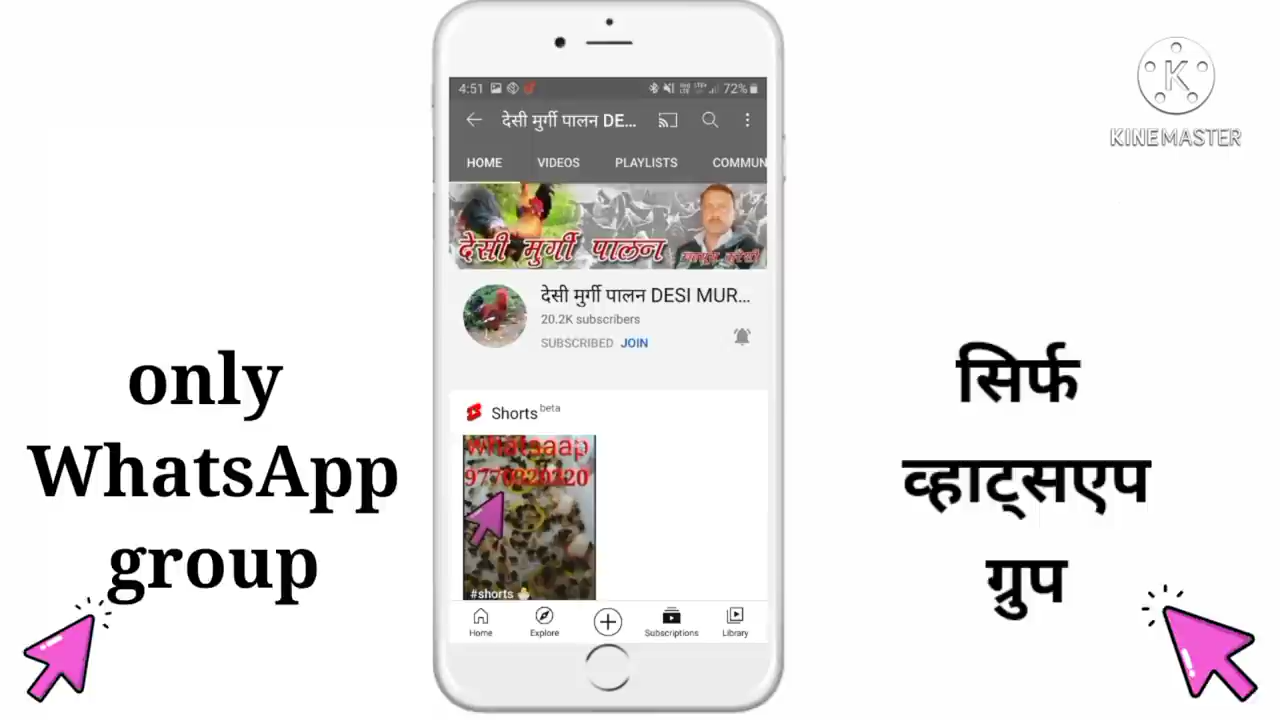 4:51
72%
देसी मुर्गी पालन DE...
HOME VIDEOS PLAYLISTS COMMUN
देसी मुर्गी पालन
देसी मुर्गी पालन DESI MUR...
20.2K subscribers
SUBSCRIBED JOIN
Shorts beta
whatsaap
#shorts
Home Explore Subscriptions Library
only
WhatsApp
group
सिर्फ
व्हाट्सएप
ग्रुप
K
KINEMASTER